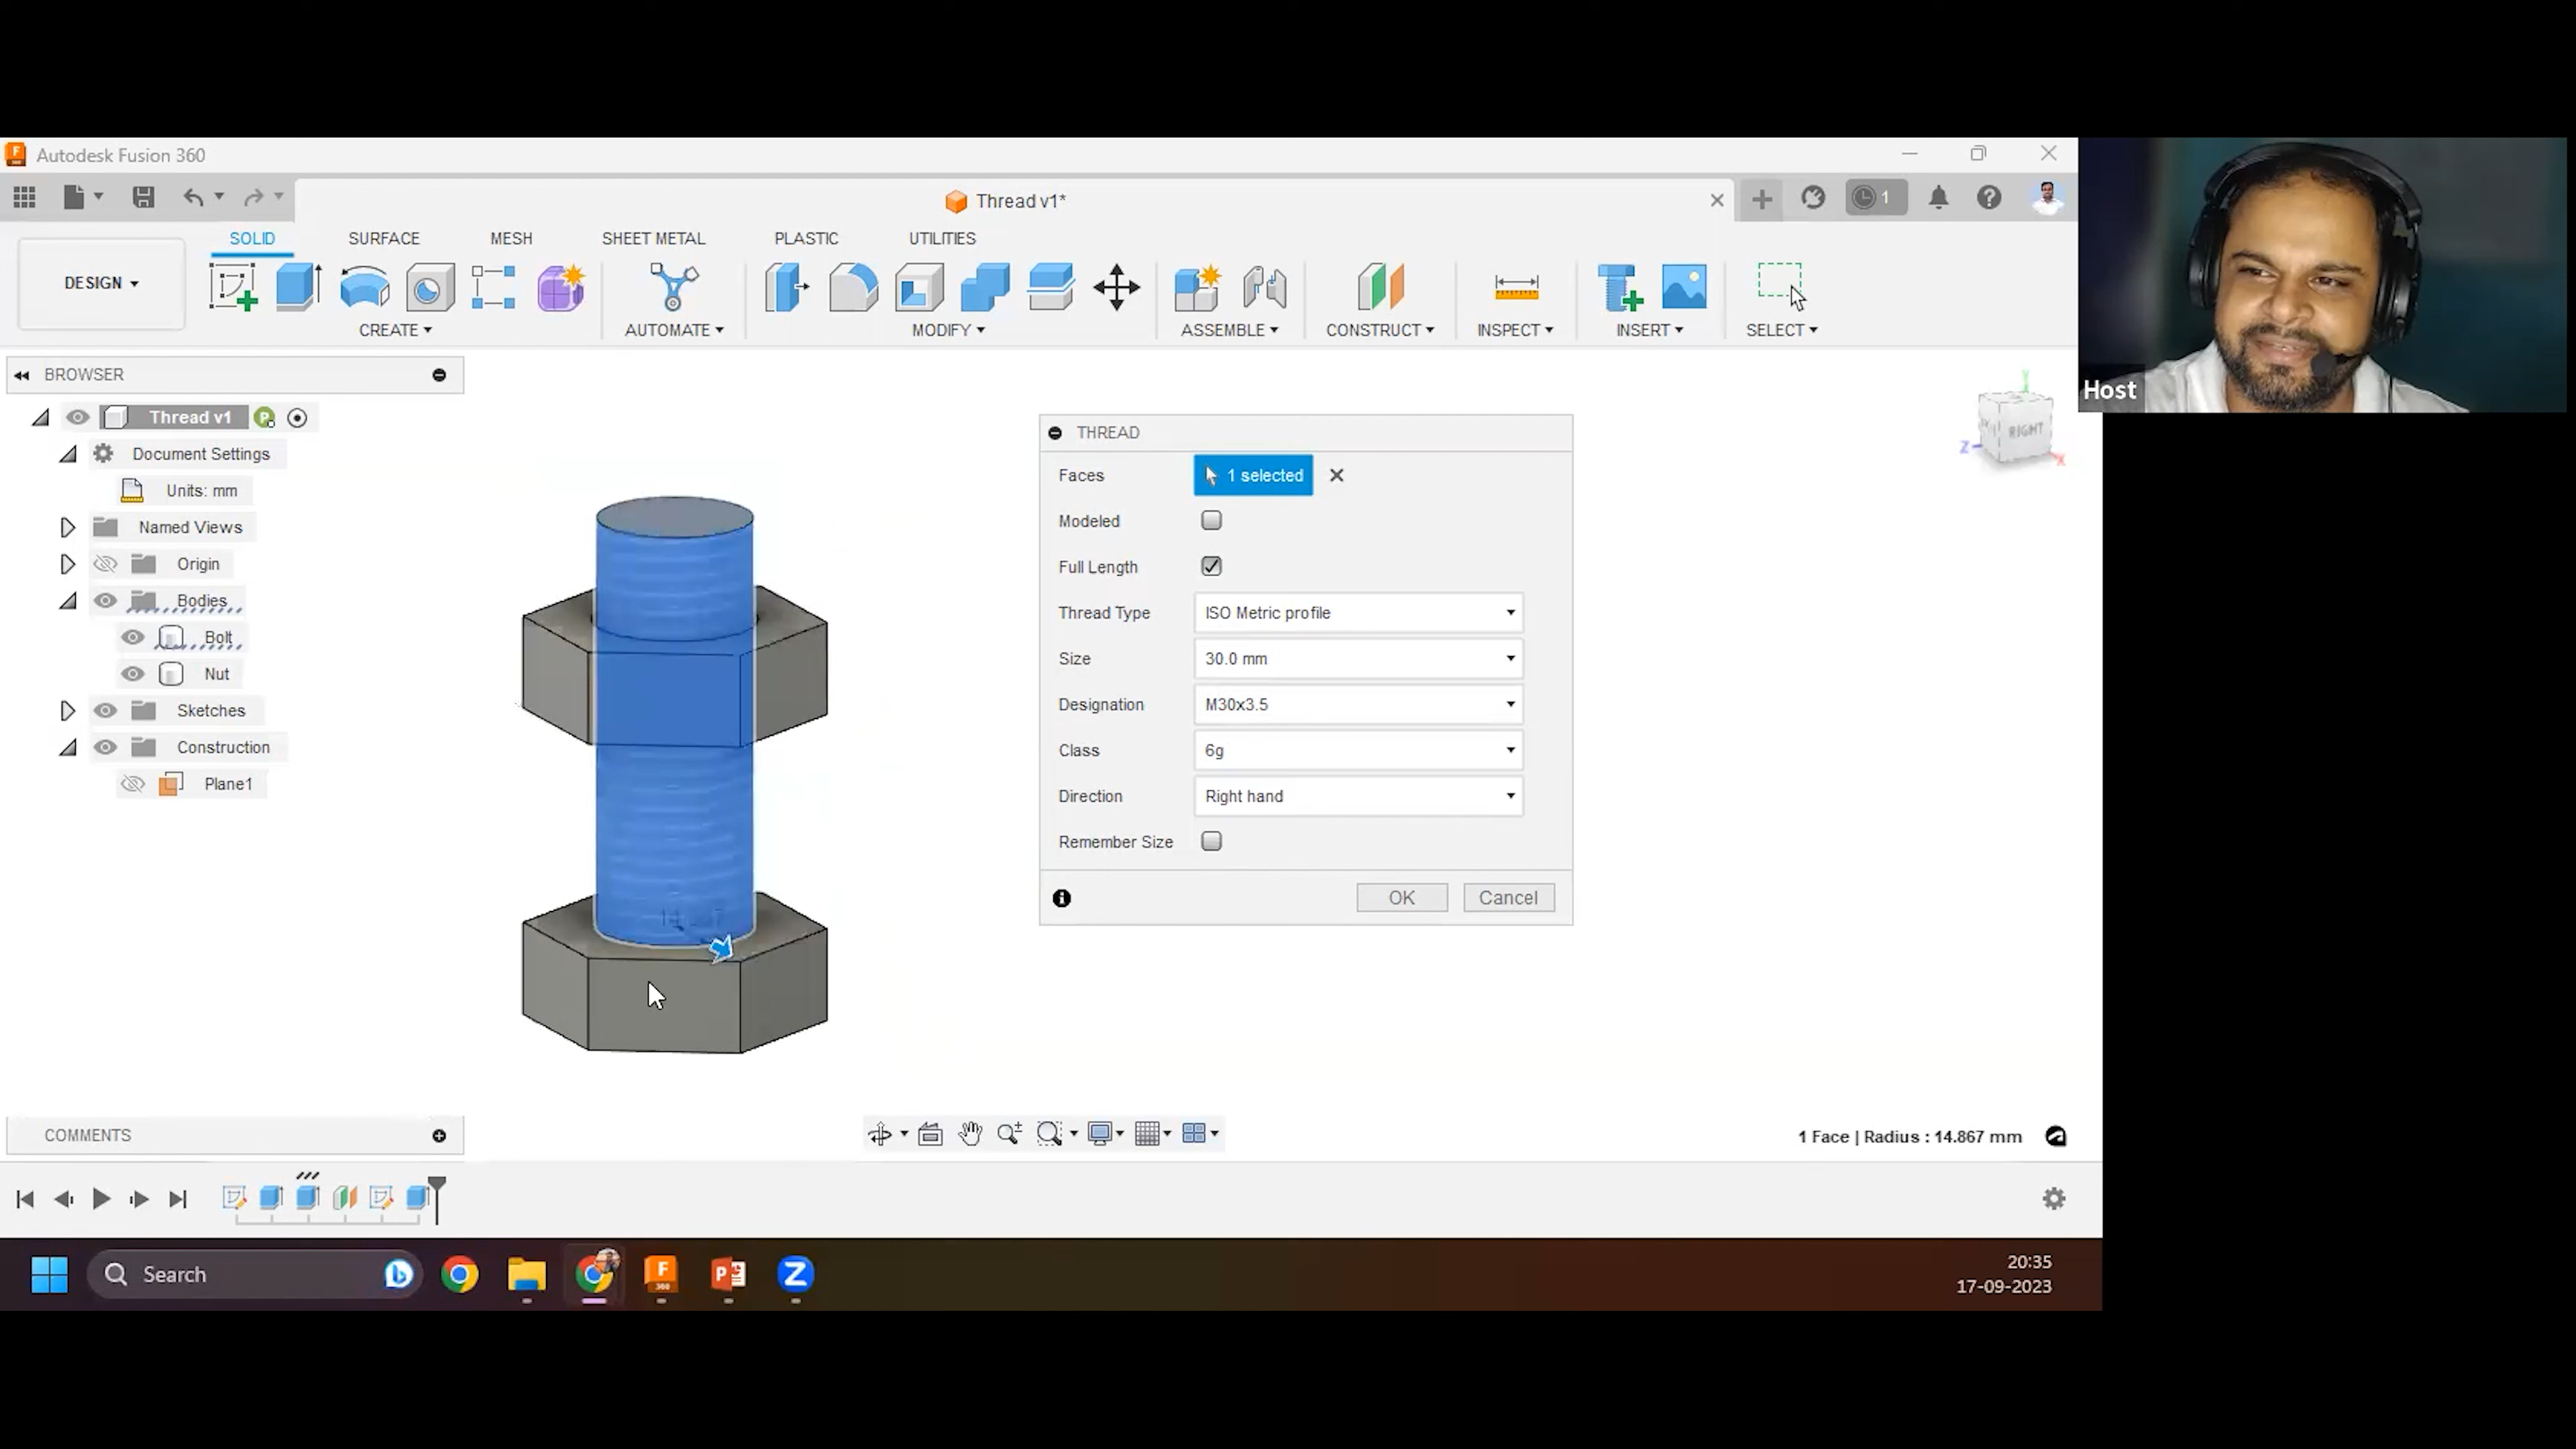 Autodesk Fusion 360
Thread v1*
1
SOLID SURFACE MESH SHEET METAL PLASTIC UTILITIES
DESIGN
CREATE AUTOMATE MODIFY ASSEMBLE CONSTRUCT INSPECT INSERT SELECT
Host
BROWSER
Thread v1
Document Settings
Units: mm
Named Views
Origin
Bodies
Bolt
Nut
Sketches
Construction
Plane1
Y
RIGHT
Z
X
THREAD
Faces 1 selected
Modeled
Full Length
Thread Type ISO Metric profile
Size 30.0 mm
Designation M30x3.5
Class 6g
Direction Right hand
Remember Size
OK Cancel
COMMENTS
1 Face | Radius : 14.867 mm
Search
20:35
17-09-2023